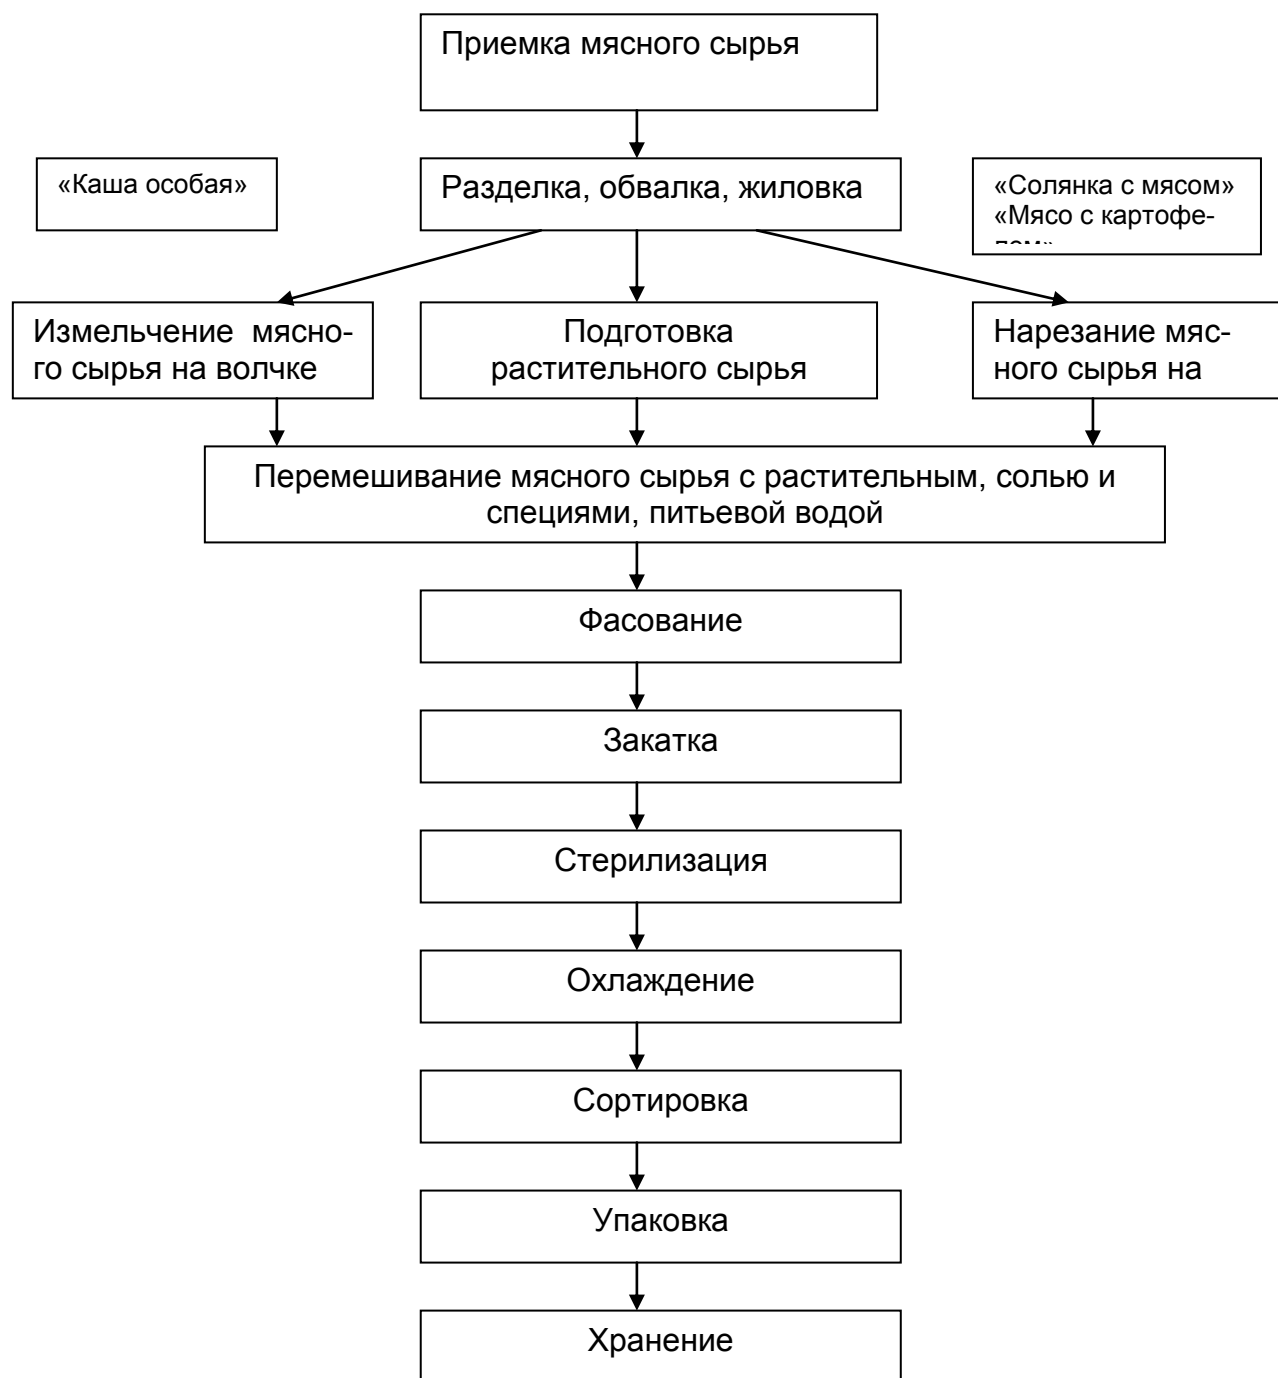 Приемка мясного сырья
«Каша особая»
Разделка, обвалка, жиловка
«Солянка с мясом»
«Мясо с картофе-
Измельчение мясно-
го сырья на волчке
Подготовка
растительного сырья
Нарезание мяс-
ного сырья на
Перемешивание мясного сырья с растительным, солью и
специями, питьевой водой
Фасование
Закатка
Стерилизация
Охлаждение
Сортировка
Упаковка
Хранение